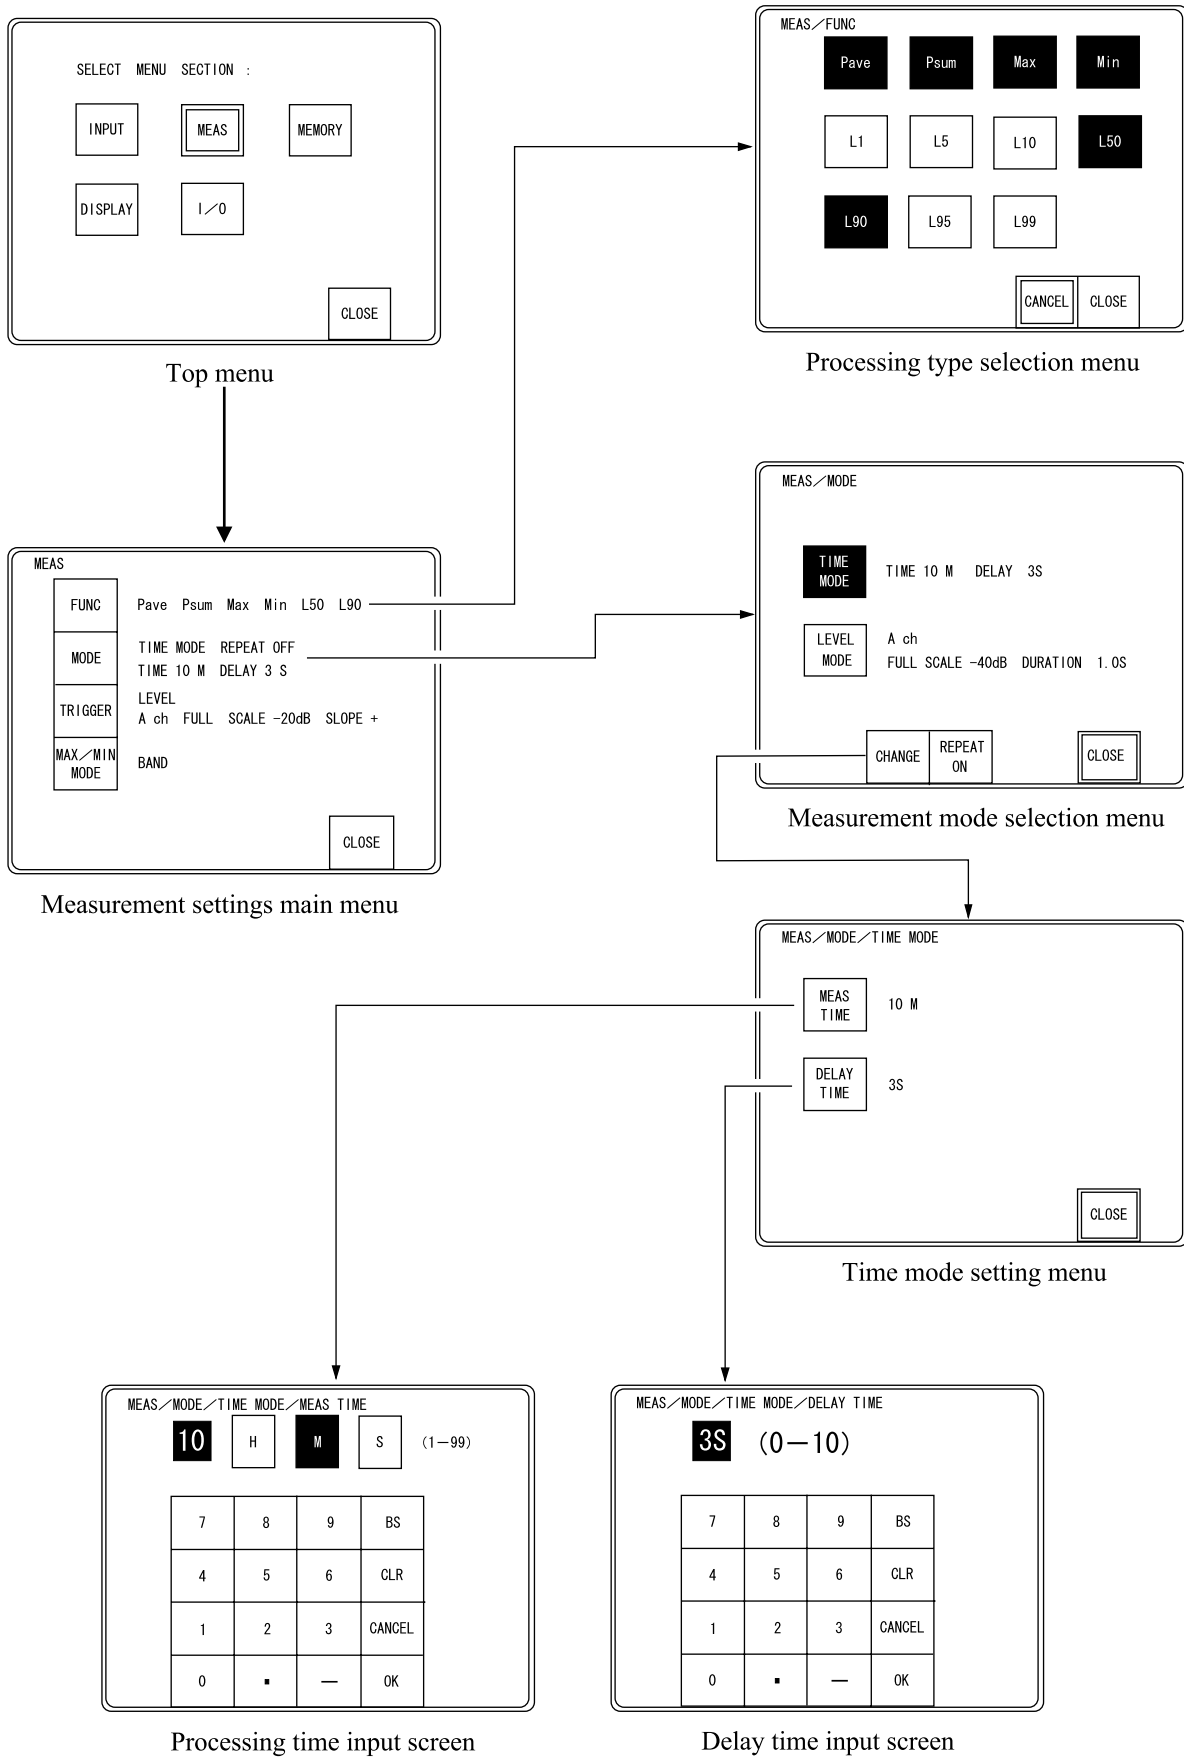 SELECT MENU SECTION :
INPUT MEAS MEMORY
DISPLAY I／O
CLOSE
Top menu
MEAS／FUNC
Pave Psum Max Min
L1 L5 L10 L50
L90 L95 L99
CANCEL CLOSE
Processing type selection menu
MEAS
FUNC Pave Psum Max Min L50 L90
MODE TIME MODE REPEAT OFF
TIME 10 M DELAY 3 S
TRIGGER LEVEL
A ch FULL SCALE −20dB SLOPE +
MAX／MIN
MODE BAND
CLOSE
Measurement settings main menu
MEAS／MODE
TIME
MODE
TIME 10 M DELAY 3S
LEVEL
MODE
A ch
FULL SCALE −40dB DURATION 1.0S
CHANGE REPEAT
ON
CLOSE
Measurement mode selection menu
MEAS／MODE／TIME MODE
MEAS
TIME
10 M
DELAY
TIME
3S
CLOSE
Time mode setting menu
MEAS／MODE／TIME MODE／MEAS TIME
10 H M S (1−99)
7 8 9 BS
4 5 6 CLR
1 2 3 CANCEL
0 ▪ — OK
Processing time input screen
MEAS／MODE／TIME MODE／DELAY TIME
3S (0−10)
7 8 9 BS
4 5 6 CLR
1 2 3 CANCEL
0 ▪ — OK
Delay time input screen